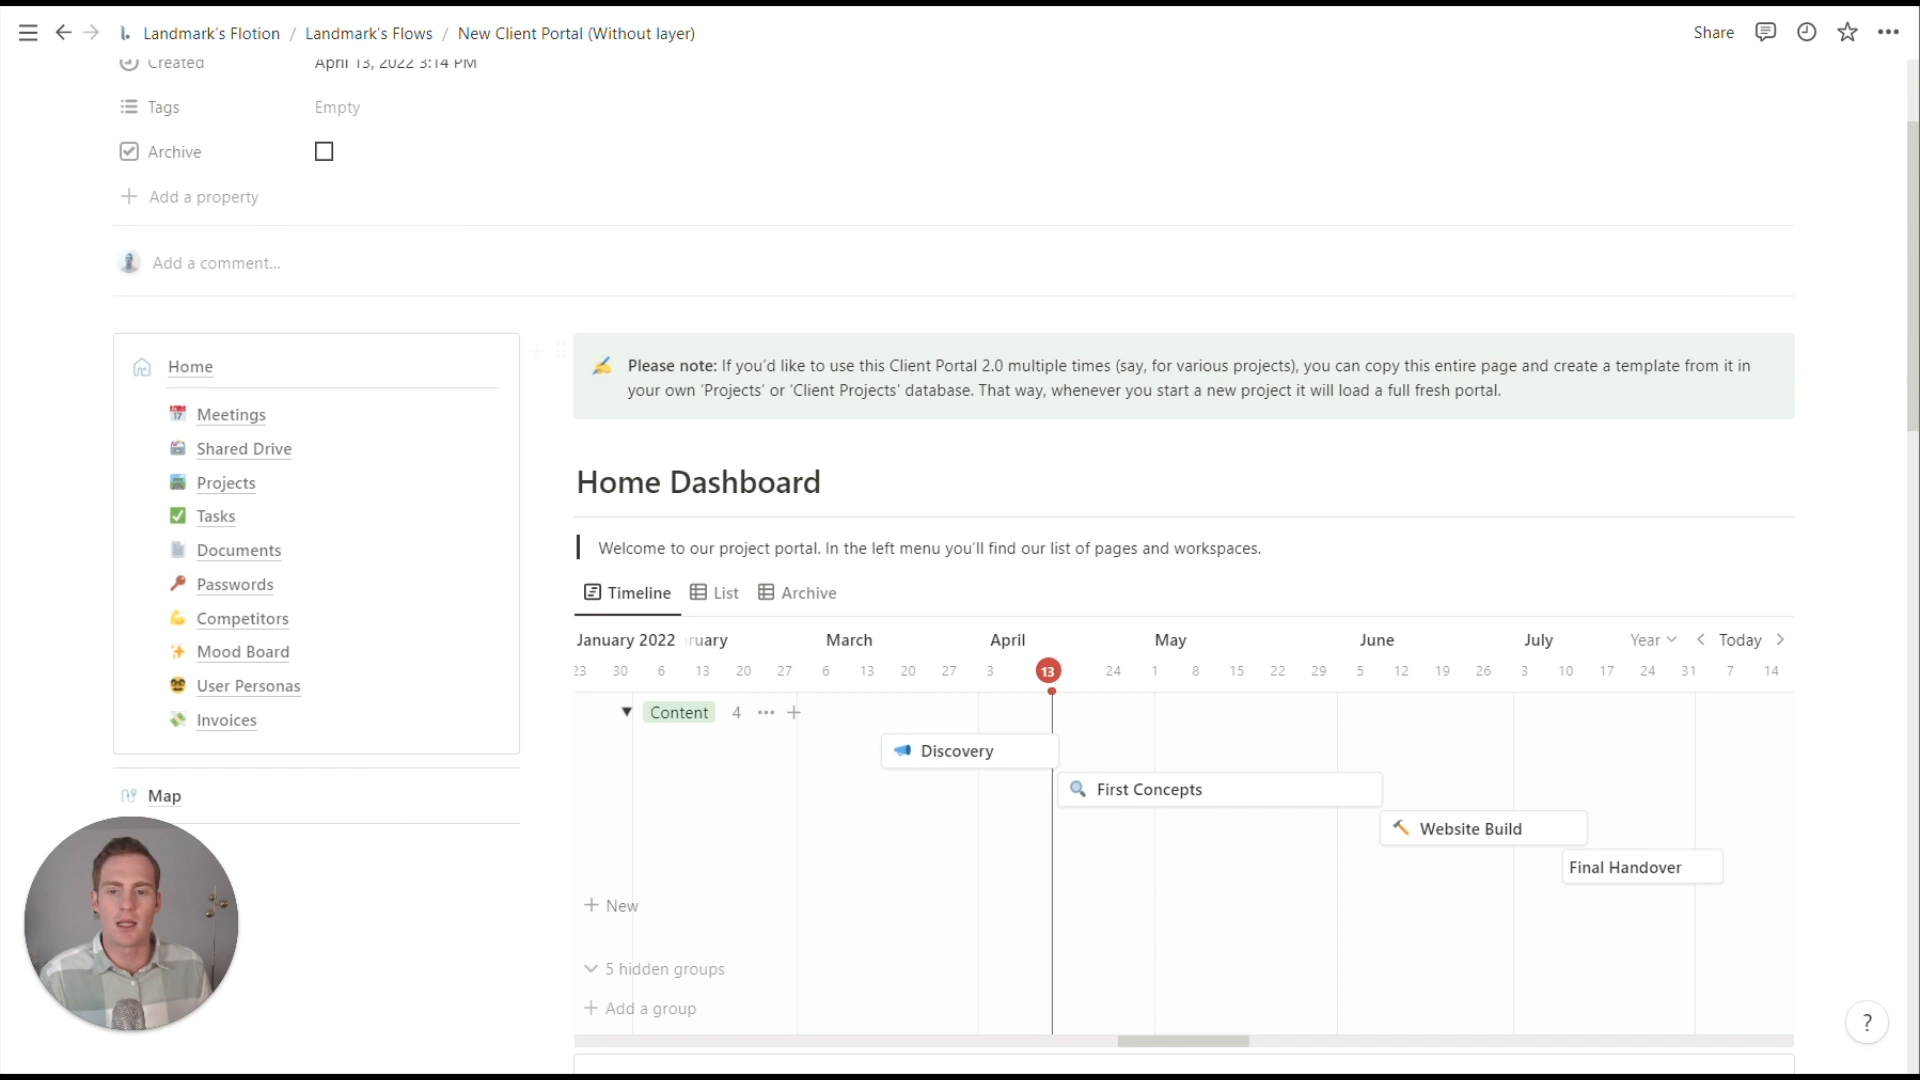 Landmark's Flotion / Landmark's Flows / New Client Portal (Without layer)
Share
Created April 13, 2022 3:14 PM
Tags Empty
Archive
Add a property
Add a comment...
Home
Meetings
Shared Drive
Projects
Tasks
Documents
Passwords
Competitors
Mood Board
User Personas
Invoices
Map
Please note: If you'd like to use this Client Portal 2.0 multiple times (say, for various projects), you can copy this entire page and create a template from it in
your own 'Projects' or 'Client Projects' database. That way, whenever you start a new project it will load a full fresh portal.
Home Dashboard
Welcome to our project portal. In the left menu you'll find our list of pages and workspaces.
Timeline List Archive
January 2022 ruary March April May June July Year Today
23 30 6 13 20 27 6 13 20 27 3 13 24 1 8 15 22 29 5 12 19 26 3 10 17 24 31 7 14
Content 4
Discovery
First Concepts
Website Build
Final Handover
New
5 hidden groups
Add a group
?